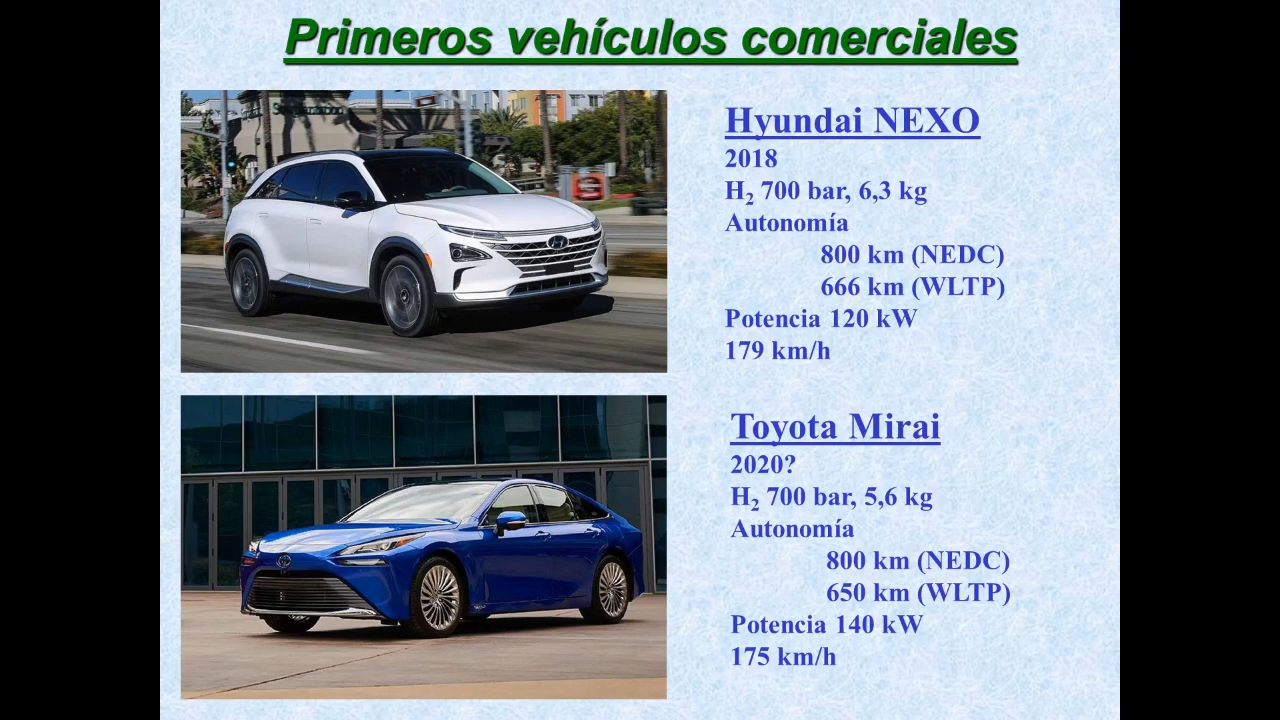 Primeros vehículos comerciales
Hyundai NEXO
2018
H₂ 700 bar, 6,3 kg
Autonomía
800 km (NEDC)
666 km (WLTP)
Potencia 120 kW
179 km/h
Toyota Mirai
2020?
H₂ 700 bar, 5,6 kg
Autonomía
800 km (NEDC)
650 km (WLTP)
Potencia 140 kW
175 km/h